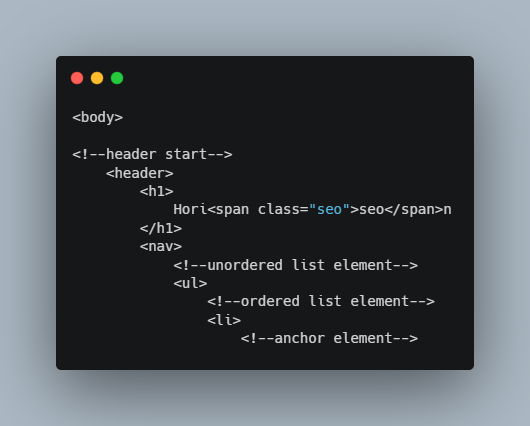 <body>
<!--header start-->
<header>
<h1>
Hori<span class="seo">seo</span>n
</h1>
<nav>
<!--unordered list element-->
<ul>
<!--ordered list element-->
<li>
<!--anchor element-->